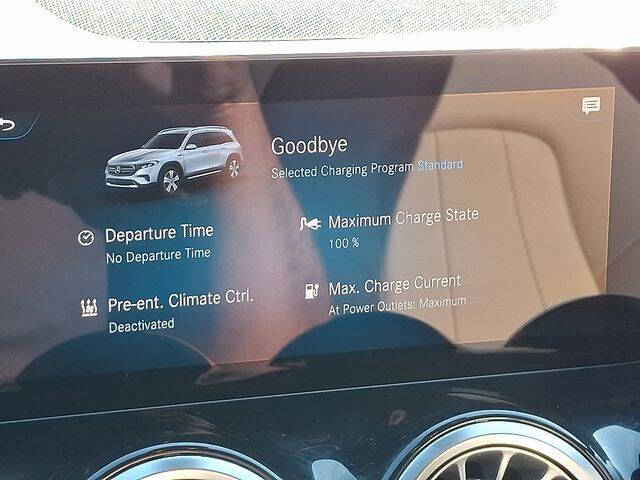 Goodbye
Selected Charging Program Standard
Departure Time
No Departure Time
Maximum Charge State
100 %
Pre-ent. Climate Ctrl.
Deactivated
Max. Charge Current
At Power Outlets: Maximum